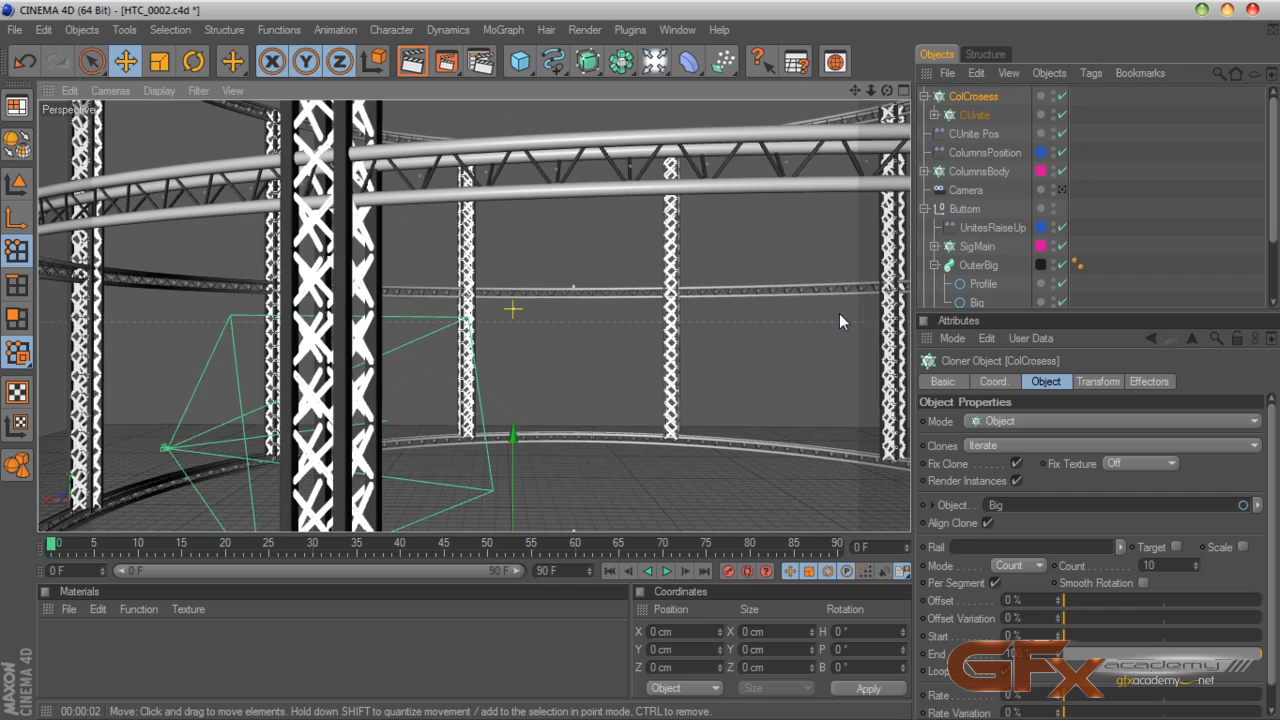 CINEMA 4D (64 Bit) - [HTC_0002.c4d *]
File Edit Objects Tools Selection Structure Functions Animation Character Dynamics MoGraph Hair Render Plugins Window Help
Objects Structure
File Edit View Objects Tags Bookmarks
Edit Cameras Display Filter View
Perspective
ColCrosess
CUnite
CUnite Pos
ColumnsPosition
ColumnsBody
Camera
Buttom
UnitesRaiseUp
SigMain
OuterBig
Profile
Big
Attributes
Mode Edit User Data
Cloner Object [ColCrosess]
Basic Coord. Object Transform Effectors
Object Properties
Mode Object
Clones Iterate
Fix Clone Fix Texture Off
Render Instances
Object. Big
Align Clone
Rail Target Scale
Mode Count Count 10
Per Segment Smooth Rotation
Offset 0 %
Offset Variation 0 %
Start 0 %
End 100 %
Loop
Rate 0 %
Rate Variation 0 %
0 5 10 15 20 25 30 35 40 45 50 55 60 65 70 75 80 85 90 0 F
0 F 0 F 90 F 90 F
Materials
File Edit Function Texture
Coordinates
Position Size Rotation
X 0 cm X 0 cm H 0 °
Y 0 cm Y 0 cm P 0 °
Z 0 cm Z 0 cm B 0 °
Object Size Apply
MAXON
CINEMA 4D
00:00:02 Move: Click and drag to move elements. Hold down SHIFT to quantize movement / add to the selection in point mode, CTRL to remove.
GFx academy
gfxacademy.net